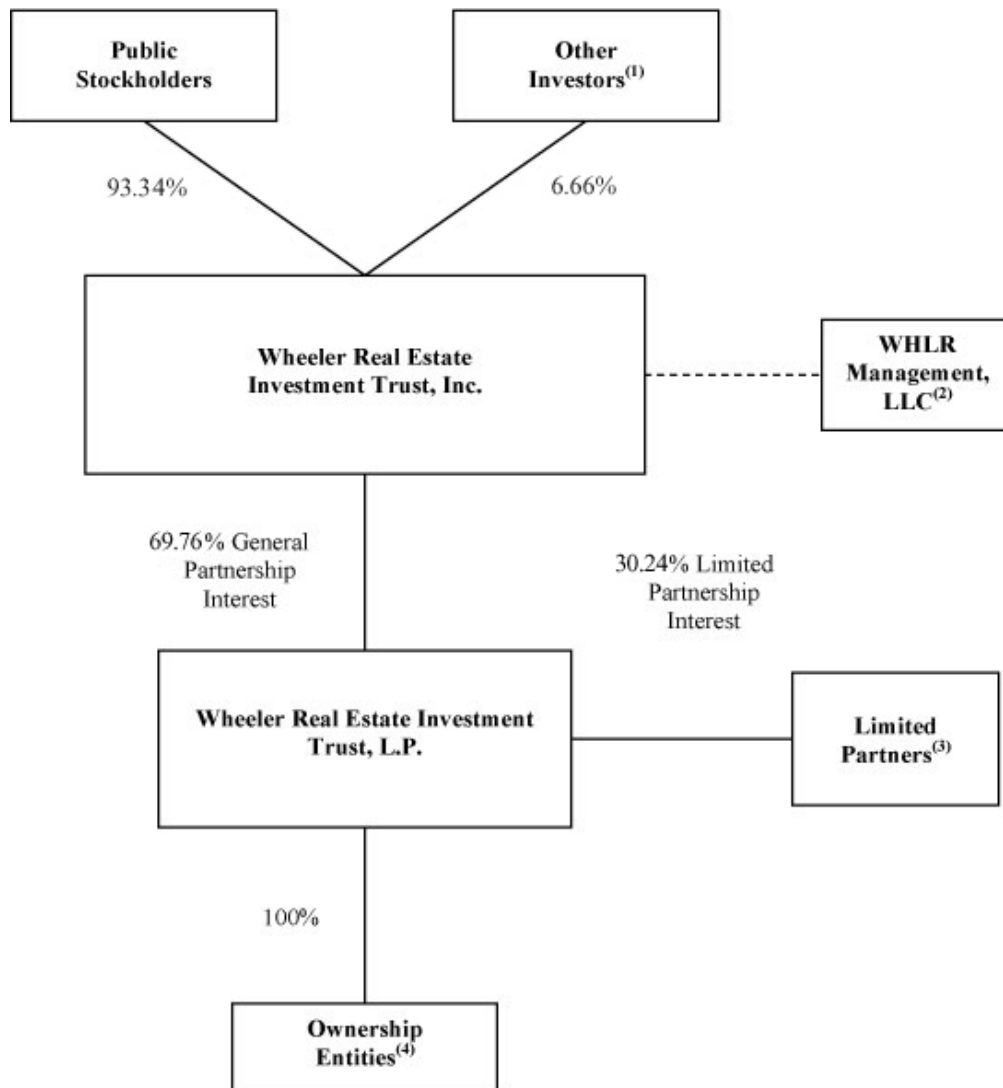 Public
Stockholders
Other
Investors(1)
93.34%
6.66%
Wheeler Real Estate
Investment Trust, Inc.
WHLR
Management,
LLC(2)
69.76% General
Partnership
Interest
30.24% Limited
Partnership
Interest
Wheeler Real Estate Investment
Trust, L.P.
Limited
Partners(3)
100%
Ownership
Entities(4)